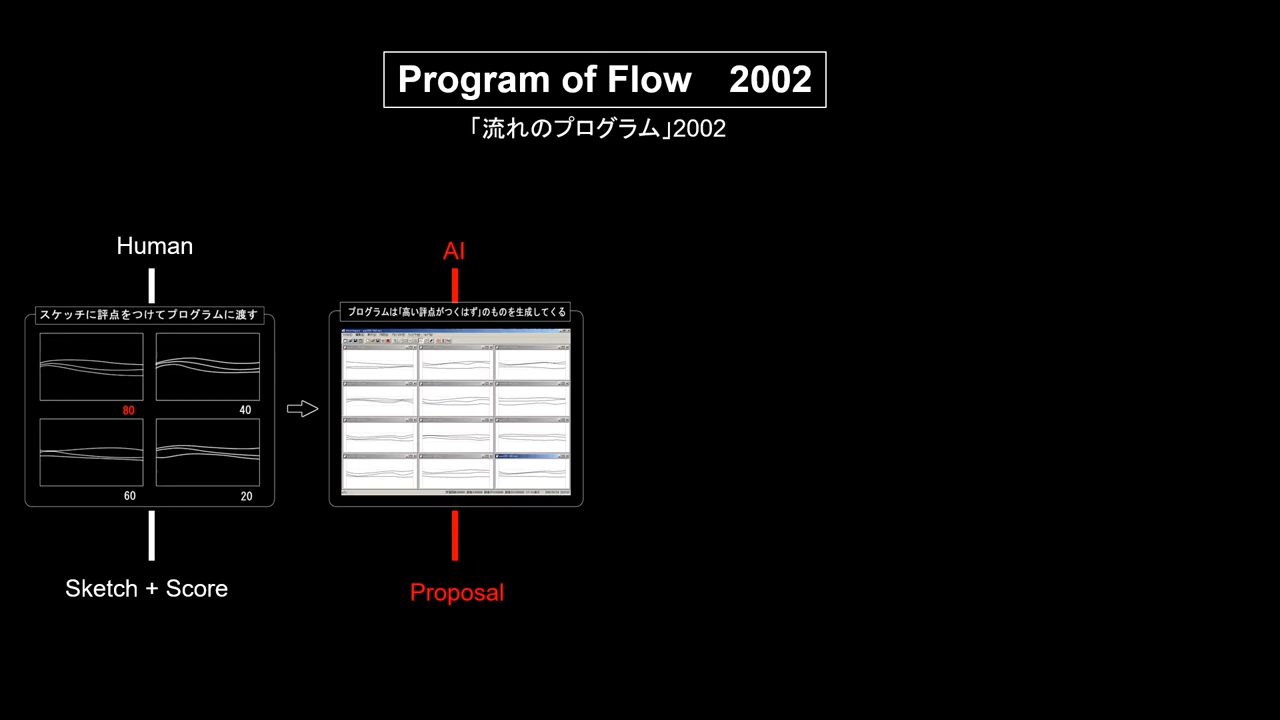 Program of Flow　2002
「流れのプログラム」2002
Human
AI
スケッチに評点をつけてプログラムに渡す
プログラムは「高い評点がつくはず」のものを生成してくる
80
40
60
20
Sketch + Score
Proposal